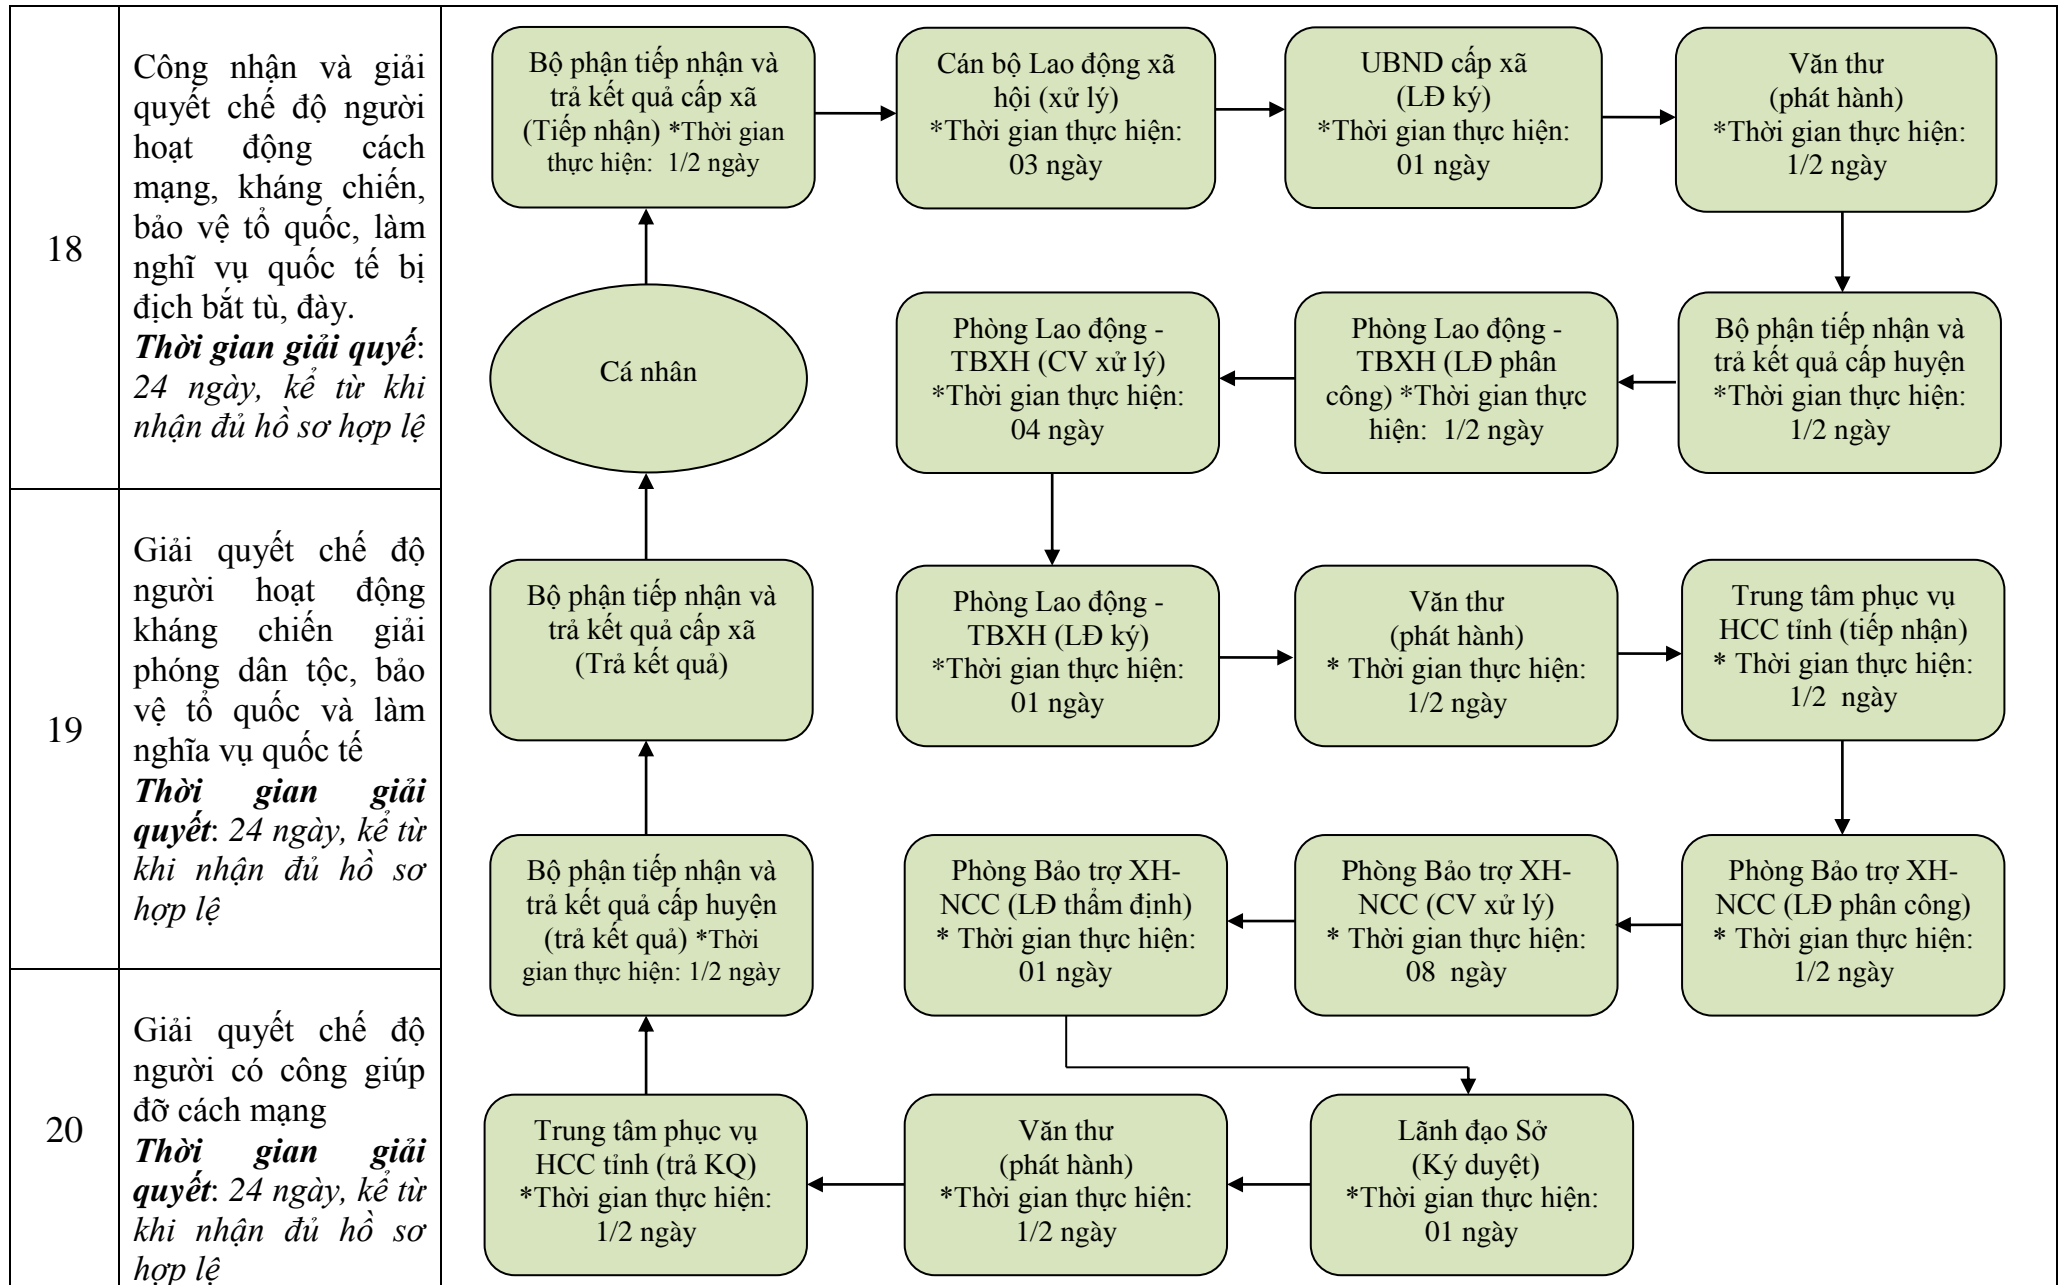 18
Công nhận và giải
quyết chế độ người
hoạt động cách
mạng, kháng chiến,
bảo vệ tổ quốc, làm
nghĩ vụ quốc tế bị
địch bắt tù, đày.
Thời gian giải quyế:
24 ngày, kể từ khi
nhận đủ hồ sơ hợp lệ
19
Giải quyết chế độ
người hoạt động
kháng chiến giải
phóng dân tộc, bảo
vệ tổ quốc và làm
nghĩa vụ quốc tế
Thời gian giải
quyết: 24 ngày, kể từ
khi nhận đủ hồ sơ
hợp lệ
20
Giải quyết chế độ
người có công giúp
đỡ cách mạng
Thời gian giải
quyết: 24 ngày, kể từ
khi nhận đủ hồ sơ
hợp lệ
Bộ phận tiếp nhận và
trả kết quả cấp xã
(Tiếp nhận) *Thời gian
thực hiện: 1/2 ngày
Cán bộ Lao động xã
hội (xử lý)
*Thời gian thực hiện:
03 ngày
UBND cấp xã
(LĐ ký)
*Thời gian thực hiện:
01 ngày
Văn thư
(phát hành)
*Thời gian thực hiện:
1/2 ngày
Cá nhân
Phòng Lao động -
TBXH (CV xử lý)
*Thời gian thực hiện:
04 ngày
Phòng Lao động -
TBXH (LĐ phân
công) *Thời gian thực
hiện: 1/2 ngày
Bộ phận tiếp nhận và
trả kết quả cấp huyện
*Thời gian thực hiện:
1/2 ngày
Bộ phận tiếp nhận và
trả kết quả cấp xã
(Trả kết quả)
Phòng Lao động -
TBXH (LĐ ký)
*Thời gian thực hiện:
01 ngày
Văn thư
(phát hành)
* Thời gian thực hiện:
1/2 ngày
Trung tâm phục vụ
HCC tỉnh (tiếp nhận)
* Thời gian thực hiện:
1/2 ngày
Bộ phận tiếp nhận và
trả kết quả cấp huyện
(trả kết quả) *Thời
gian thực hiện: 1/2 ngày
Phòng Bảo trợ XH-
NCC (LĐ thẩm định)
* Thời gian thực hiện:
01 ngày
Phòng Bảo trợ XH-
NCC (CV xử lý)
* Thời gian thực hiện:
08 ngày
Phòng Bảo trợ XH-
NCC (LĐ phân công)
* Thời gian thực hiện:
1/2 ngày
Trung tâm phục vụ
HCC tỉnh (trả KQ)
*Thời gian thực hiện:
1/2 ngày
Văn thư
(phát hành)
*Thời gian thực hiện:
1/2 ngày
Lãnh đạo Sở
(Ký duyệt)
*Thời gian thực hiện:
01 ngày